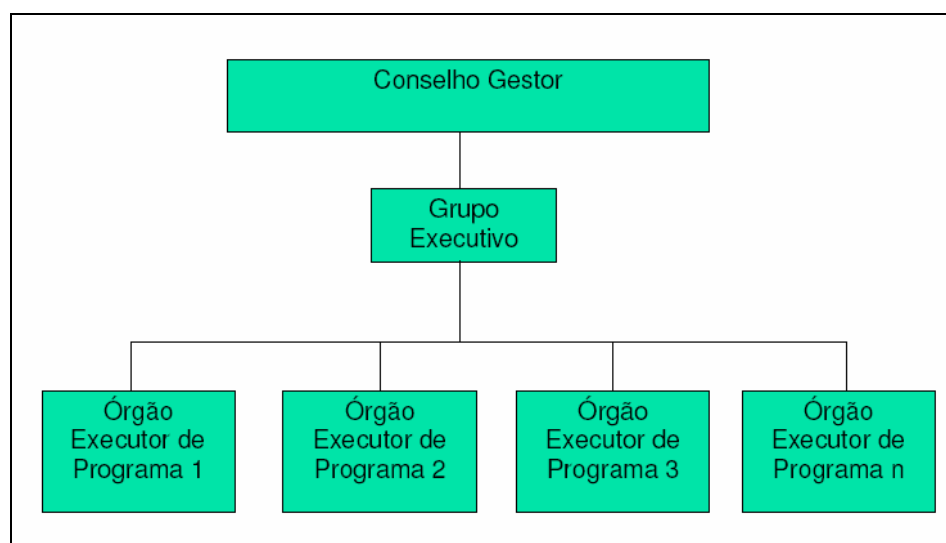 Conselho Gestor
Grupo
Executivo
Órgão
Executor de
Programa 1
Órgão
Executor de
Programa 2
Órgão
Executor de
Programa 3
Órgão
Executor de
Programa n